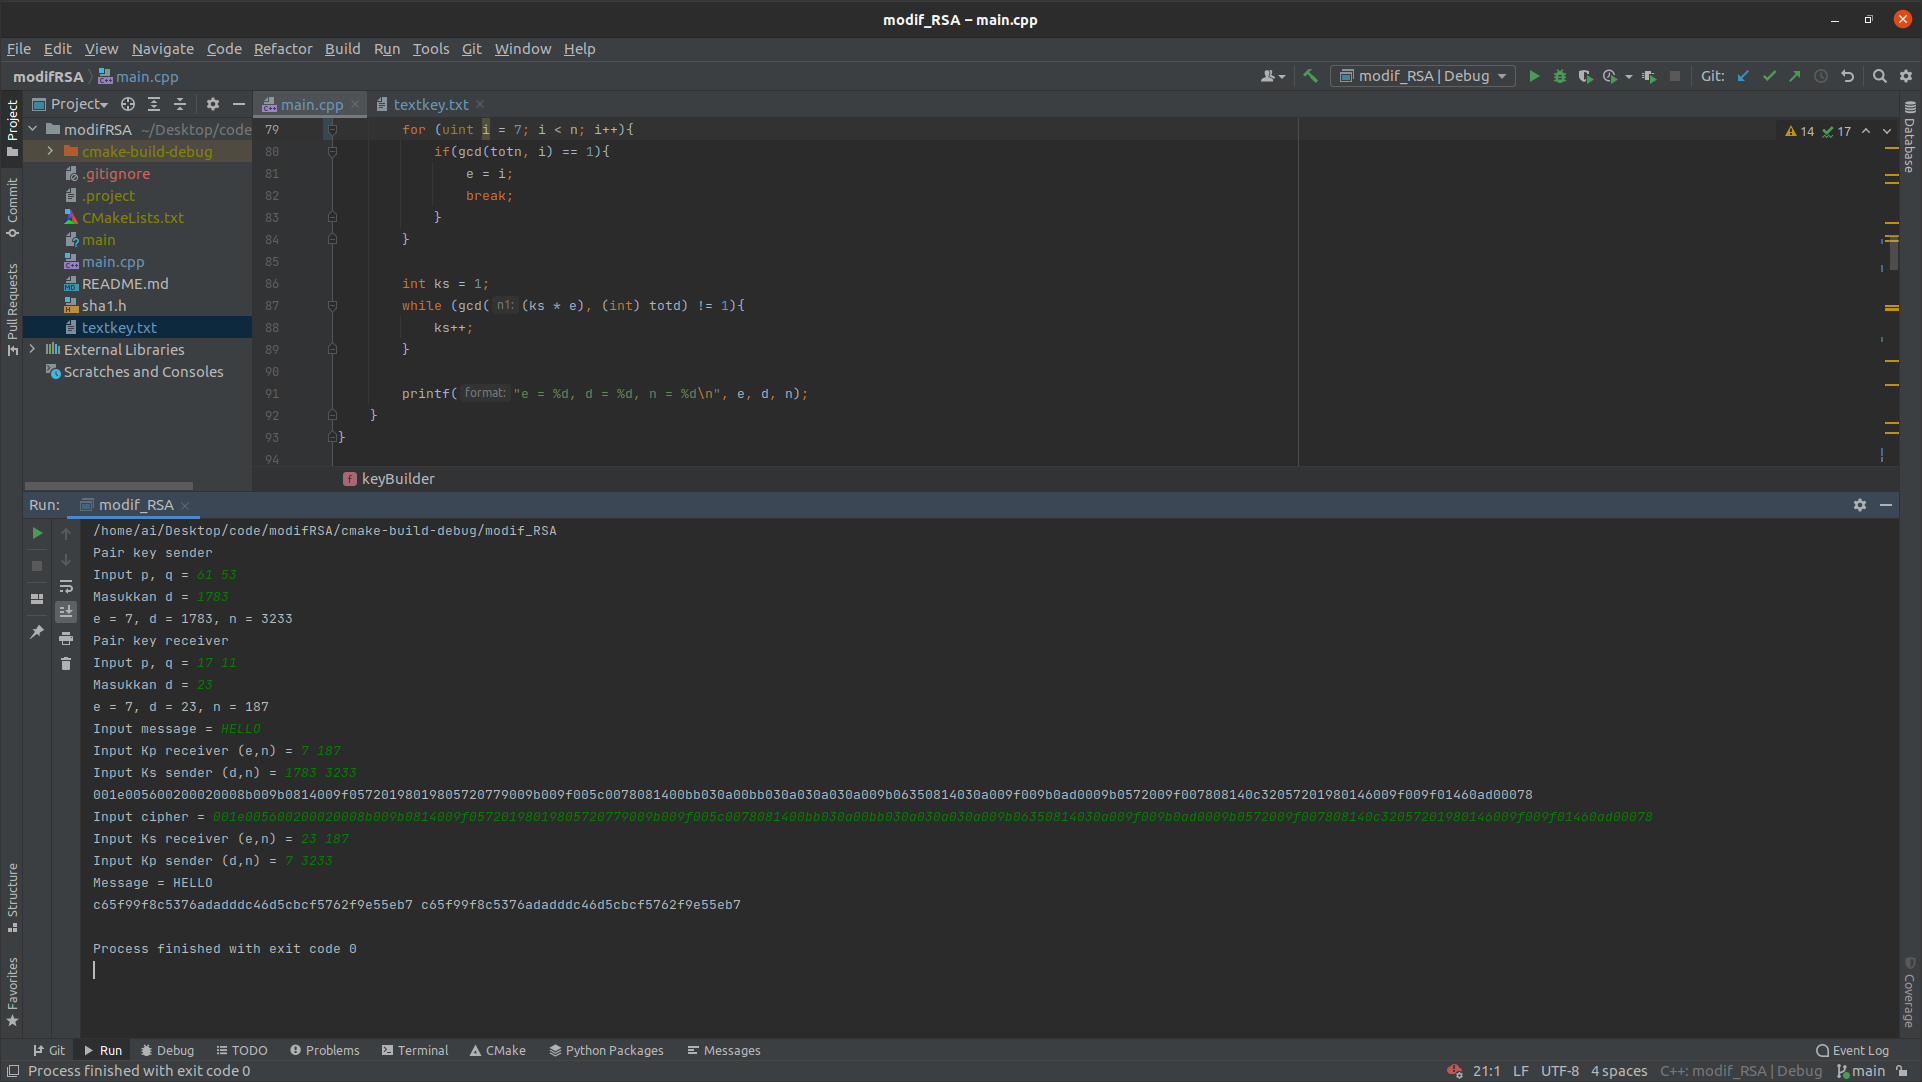 modif_RSA – main.cpp
File Edit View Navigate Code Refactor Build Run Tools Git Window Help
modifRSA main.cpp modif_RSA | Debug Git:
Project main.cpp textkey.txt
modifRSA ~/Desktop/code
cmake-build-debug
.gitignore
.project
CMakeLists.txt
main
main.cpp
README.md
sha1.h
textkey.txt
External Libraries
Scratches and Consoles
Project
Commit
Pull Requests
Structure
Favorites
Database
Coverage
14 17
79 for (uint i = 7; i < n; i++){
80 if(gcd(totn, i) == 1){
81 e = i;
82 break;
83 }
84 }
85
86 int ks = 1;
87 while (gcd( n1: (ks * e), (int) totd) != 1){
88 ks++;
89 }
90
91 printf( format: "e = %d, d = %d, n = %d\n", e, d, n);
92 }
93 }
94
f keyBuilder
Run: modif_RSA
/home/ai/Desktop/code/modifRSA/cmake-build-debug/modif_RSA
Pair key sender
Input p, q = 61 53
Masukkan d = 1783
e = 7, d = 1783, n = 3233
Pair key receiver
Input p, q = 17 11
Masukkan d = 23
e = 7, d = 23, n = 187
Input message = HELLO
Input Kp receiver (e,n) = 7 187
Input Ks sender (d,n) = 1783 3233
001e005600200020008b009b0814009f05720198019805720779009b009f005c0078081400bb030a00bb030a030a030a009b06350814030a009f009b0ad0009b0572009f007808140c32057201980146009f009f01460ad00078
Input cipher = 001e005600200020008b009b0814009f05720198019805720779009b009f005c0078081400bb030a00bb030a030a030a009b06350814030a009f009b0ad0009b0572009f007808140c32057201980146009f009f01460ad00078
Input Ks receiver (e,n) = 23 187
Input Kp sender (d,n) = 7 3233
Message = HELLO
c65f99f8c5376adadddc46d5cbcf5762f9e55eb7 c65f99f8c5376adadddc46d5cbcf5762f9e55eb7
Process finished with exit code 0
Git Run Debug TODO Problems Terminal CMake Python Packages Messages Event Log
Process finished with exit code 0 21:1 LF UTF-8 4 spaces C++: modif_RSA | Debug main